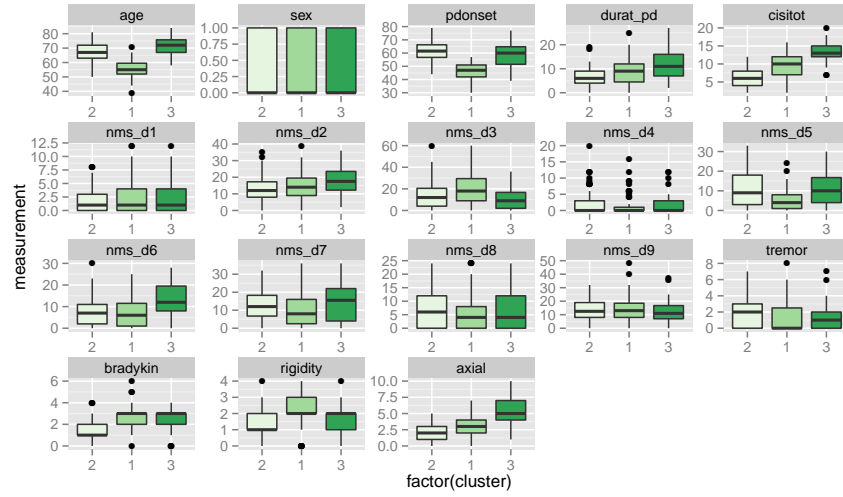 age sex pdonset durat_pd cisitot
80 70 60 50 40
1.00 0.75 0.50 0.25 0.00
80 70 60 50 40 30
20 10 0
20 15 10 5
2 1 3 2 1 3 2 1 3 2 1 3 2 1 3
nms_d1 nms_d2 nms_d3 nms_d4 nms_d5
12.5 10.0 7.5 5.0 2.5 0.0
40 30 20 10 0
60 40 20 0
20 15 10 5 0
30 20 10 0
2 1 3 2 1 3 2 1 3 2 1 3 2 1 3
measurement
nms_d6 nms_d7 nms_d8 nms_d9 tremor
30 20 10 0
30 20 10 0
25 20 15 10 5 0
50 40 30 20 10 0
8 6 4 2 0
2 1 3 2 1 3 2 1 3 2 1 3 2 1 3
bradykin rigidity axial
6 4 2 0
4 3 2 1 0
10.0 7.5 5.0 2.5 0.0
2 1 3 2 1 3 2 1 3
factor(cluster)